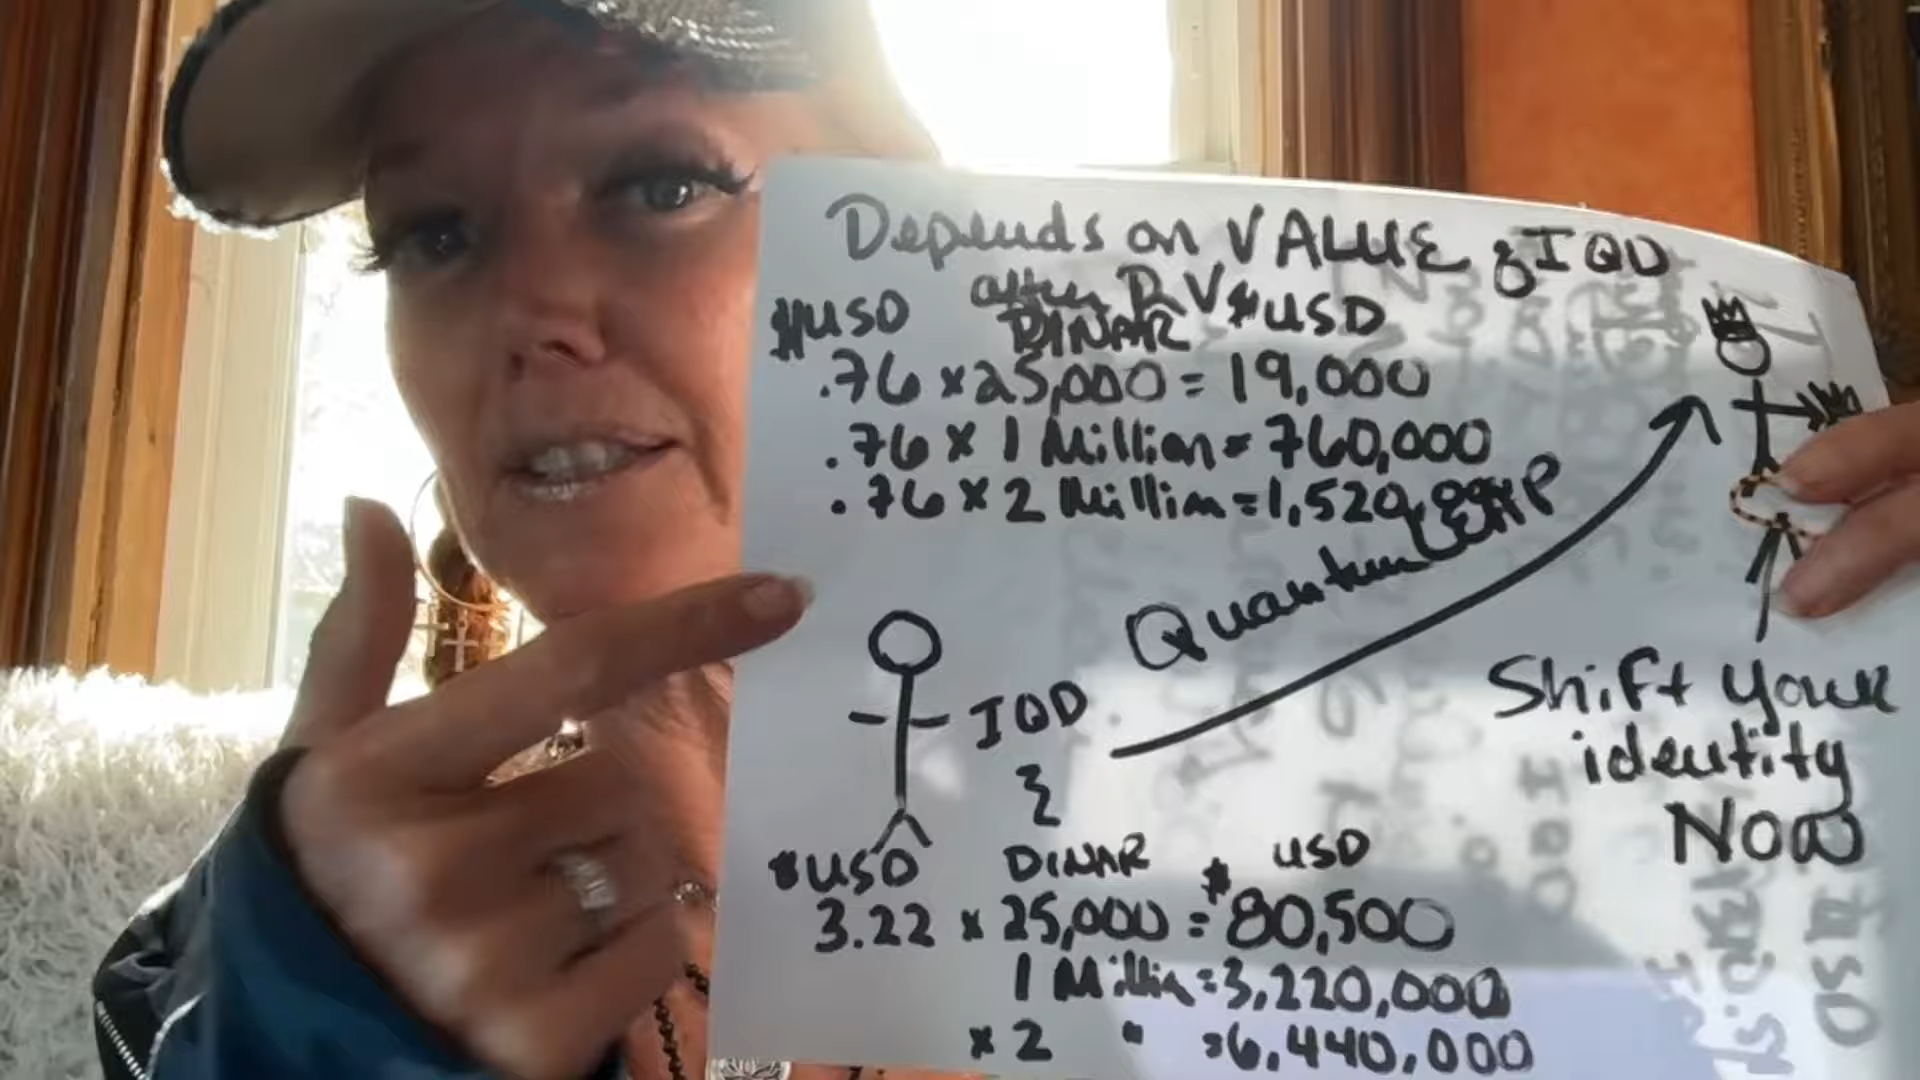 Depends on VALUE of IQD
after RV
$USD DINAR $USD
.76 x 25,000 = 19,000
.76 x 1 Million = 760,000
.76 x 2 Million = 1,520,000
Quantum Leap
IQD
Shift your
identity
Now
$USD DINAR USD
3.22 x 25,000 = $80,500
1 Million = 3,220,000
x 2 " = 6,440,000